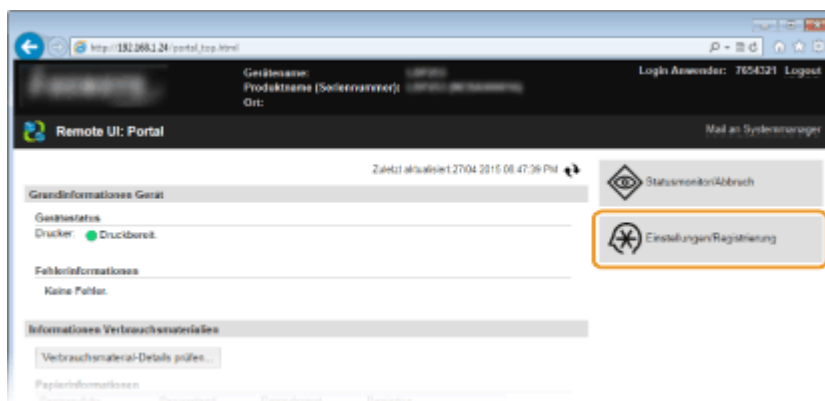 http://192.168.1.24/portal_top.html
Gerätename:
Login Anwender: 7654321 Logout
Produktname (Seriennummer):
Ort:
Remote UI: Portal
Mail an Systemmanager
Zuletzt aktualisiert:27/04 2015 08:47:39 PM
Statusmonitor/Abbruch
Grundinformationen Gerät
Gerätestatus
Drucker: Druckbereit.
Einstellungen/Registrierung
Fehlerinformationen
Keine Fehler.
Informationen Verbrauchsmaterialien
Verbrauchsmaterial-Details prüfen...
Papierinformationen